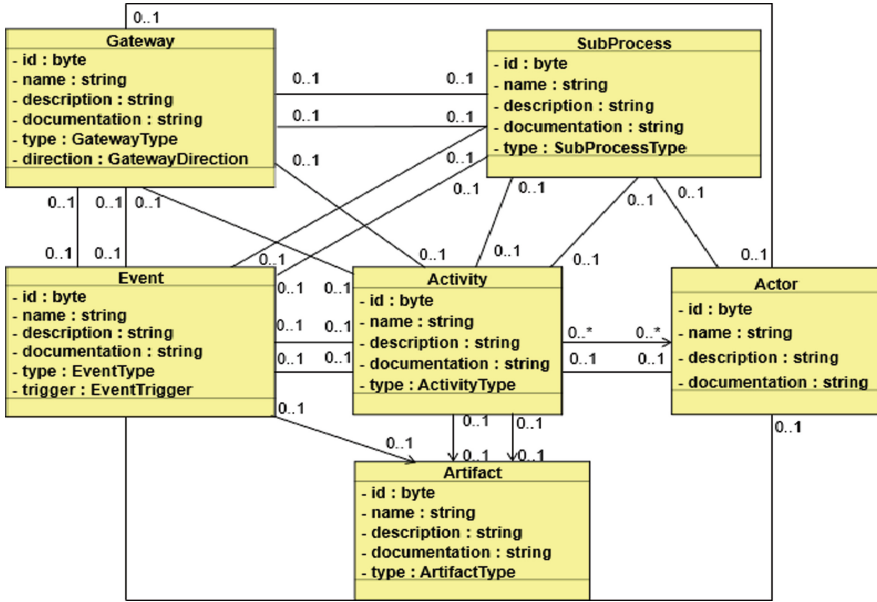 0..1
Gateway
- id : byte
- name : string
- description : string
- documentation : string
- type : GatewayType
- direction : GatewayDirection
SubProcess
- id : byte
- name : string
- description : string
- documentation : string
- type : SubProcessType
0..1 0..1
0..1 0..1
0..1 0..1
0..1
0..1 0..1 0..1
0..1 0..1 0..1
0..1 0..1 0..1 0..1
0..1 0..1
Event
- id : byte
- name : string
- description : string
- documentation : string
- type : EventType
- trigger : EventTrigger
0..1 0..1
0..1 0..1
0..1 0..1
Activity
- id : byte
- name : string
- description : string
- documentation : string
- type : ActivityType
0..* 0..*
0..1 0..1
Actor
- id : byte
- name : string
- description : string
- documentation : string
0..1
0..1 0..1 0..1
0..1
0..1 0..1
Artifact
- id : byte
- name : string
- description : string
- documentation : string
- type : ArtifactType